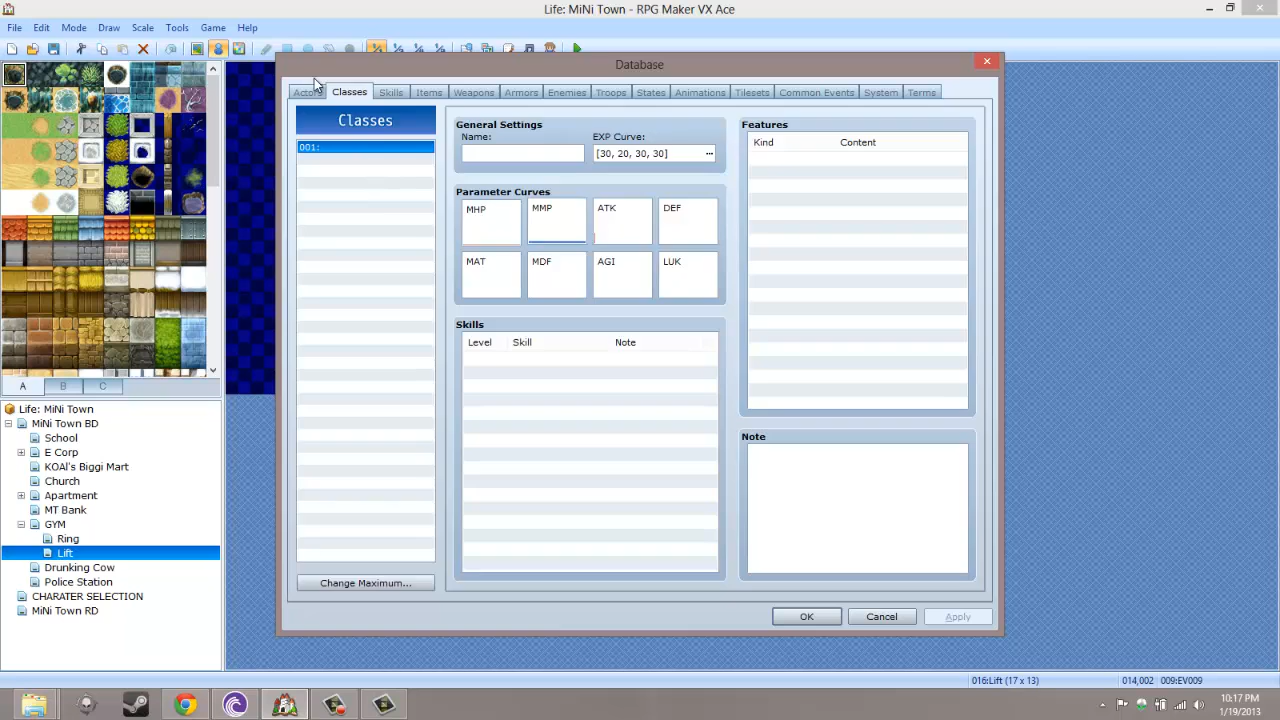 Life: MiNi Town - RPG Maker VX Ace
File Edit Mode Draw Scale Game Tools Help
Database
Actors Classes Skills Items Weapons Armors Enemies Troops States Animations Tilesets Common Events System Terms
Classes
001:
Change Maximum...
General Settings
Name: EXP Curve:
[30, 20, 30, 30] ...
Parameter Curves
MHP MMP ATK DEF
MAT MDF AGI LUK
Skills
Level Skill Note
Features
Kind Content
Note
OK Cancel Apply
A B C
Life: MiNi Town
MiNi Town BD
School
E Corp
KOAl's Biggi Mart
Church
Apartment
MT Bank
GYM
Ring
Lift
Drunking Cow
Police Station
CHARATER SELECTION
MiNi Town RD
016:Lift (17 x 13) 014,002 009:EV009
10:17 PM
1/19/2013